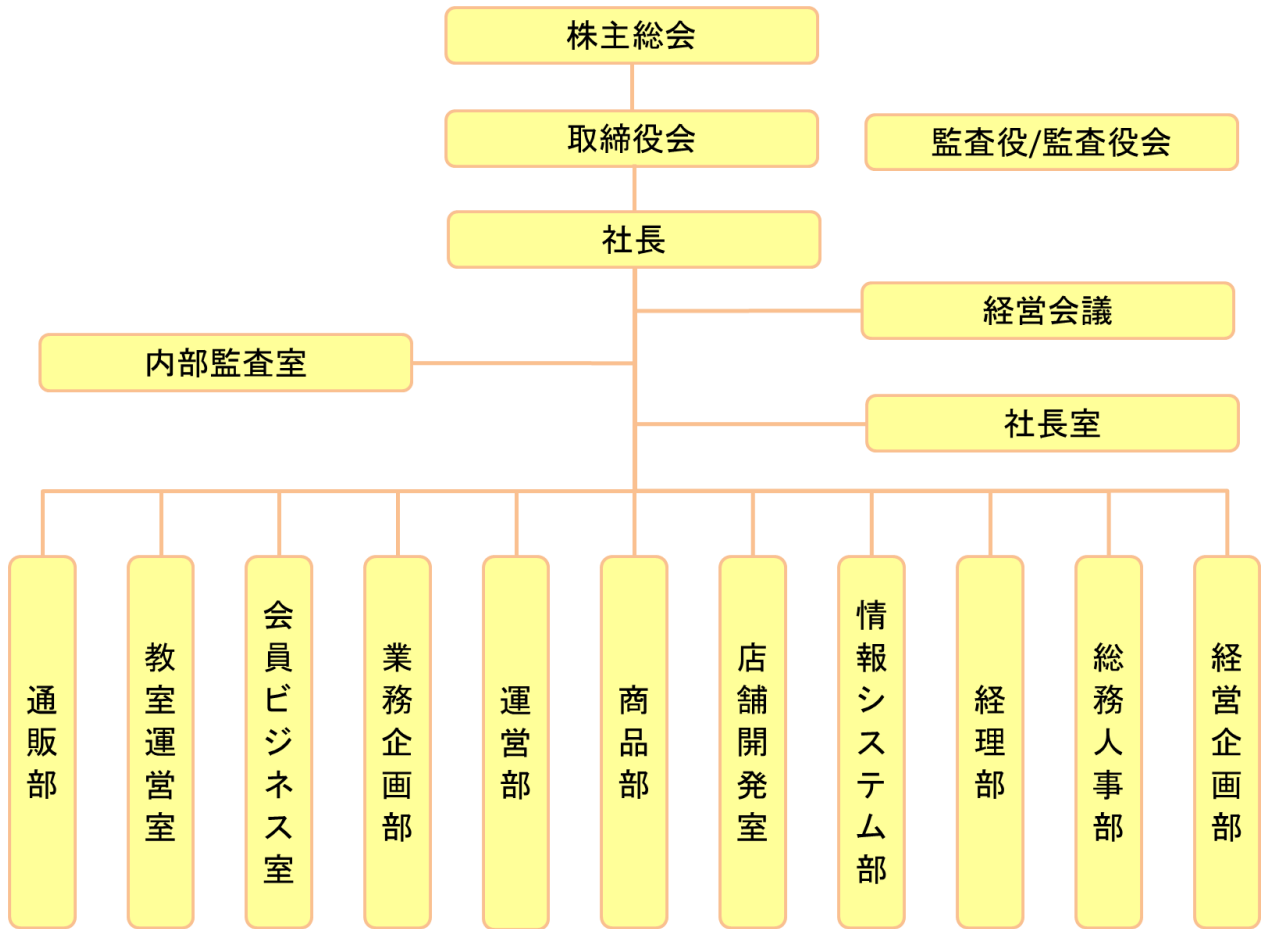 株主総会
取締役会
監査役/監査役会
社長
経営会議
内部監査室
社長室
通販部
教室運営室
会員ビジネス室
業務企画部
運営部
商品部
店舗開発室
情報システム部
経理部
総務人事部
経営企画部